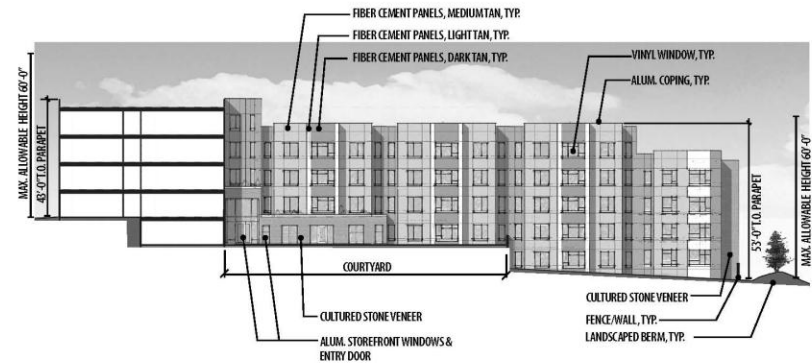 FIBER CEMENT PANELS, MEDIUM TAN, TYP.
FIBER CEMENT PANELS, LIGHT TAN, TYP.
FIBER CEMENT PANELS, DARK TAN, TYP.
VINYL WINDOW, TYP.
ALUM. COPING, TYP.
MAX. ALLOWABLE HEIGHT 60'-0"
43'-0" T.O. PARAPET
53'-0" T.O. PARAPET
MAX. ALLOWABLE HEIGHT 60'-0"
COURTYARD
CULTURED STONE VENEER
CULTURED STONE VENEER
FENCE/WALL, TYP.
LANDSCAPED BERM, TYP.
ALUM. STOREFRONT WINDOWS &
ENTRY DOOR